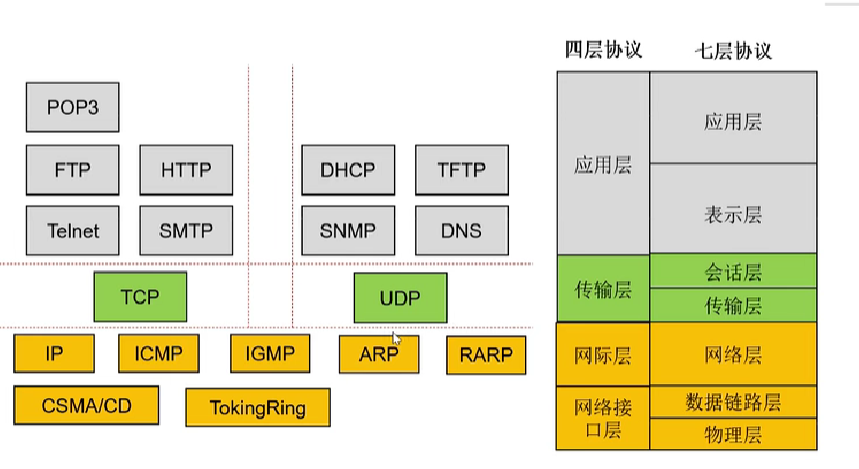 四层协议 七层协议
POP3
FTP HTTP DHCP TFTP
Telnet SMTP SNMP DNS
TCP UDP
IP ICMP IGMP ARP RARP
CSMA/CD TokingRing
应用层
传输层
网际层
网络接
口层
应用层
表示层
会话层
传输层
网络层
数据链路层
物理层